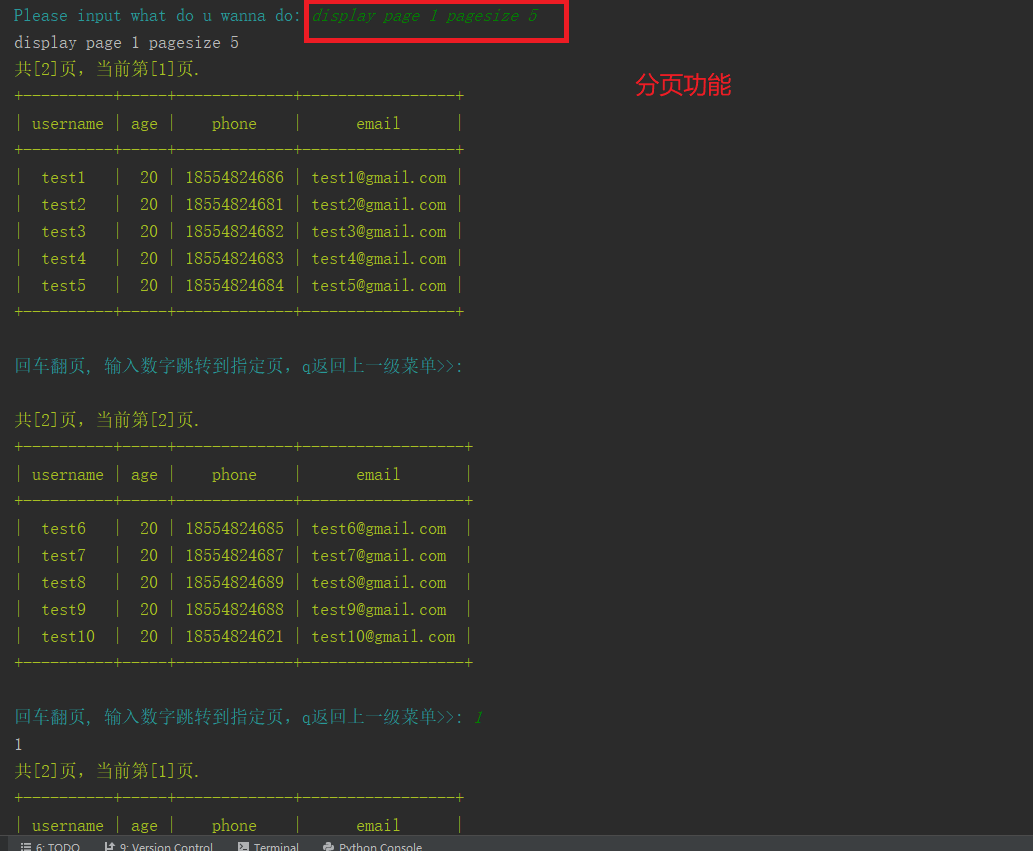 Please input what do u wanna do: display page 1 pagesize 5
display page 1 pagesize 5
分页功能
共[2]页，当前第[1]页.
+----------+-----+-------------+-----------------+
| username | age |    phone    |      email      |
+----------+-----+-------------+-----------------+
|  test1   |  20 | 18554824686 | test1@gmail.com |
|  test2   |  20 | 18554824681 | test2@gmail.com |
|  test3   |  20 | 18554824682 | test3@gmail.com |
|  test4   |  20 | 18554824683 | test4@gmail.com |
|  test5   |  20 | 18554824684 | test5@gmail.com |
+----------+-----+-------------+-----------------+
回车翻页, 输入数字跳转到指定页，q返回上一级菜单>>:
共[2]页，当前第[2]页.
+----------+-----+-------------+------------------+
| username | age |    phone    |      email       |
+----------+-----+-------------+------------------+
|  test6   |  20 | 18554824685 | test6@gmail.com  |
|  test7   |  20 | 18554824687 | test7@gmail.com  |
|  test8   |  20 | 18554824689 | test8@gmail.com  |
|  test9   |  20 | 18554824688 | test9@gmail.com  |
|  test10  |  20 | 18554824621 | test10@gmail.com |
+----------+-----+-------------+------------------+
回车翻页, 输入数字跳转到指定页，q返回上一级菜单>>: 1
1
共[2]页，当前第[1]页.
+----------+-----+-------------+-----------------+
| username | age |    phone    |      email      |
6: TODO 9: Version Control Terminal Python Console